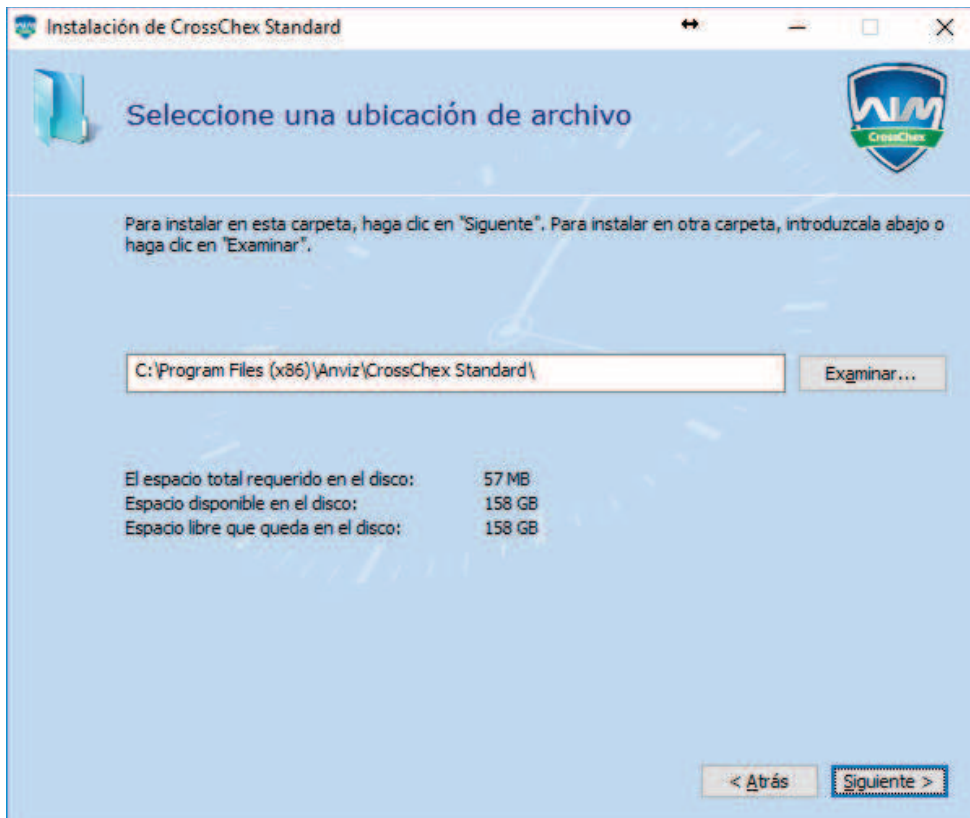 Instalación de CrossChex Standard
Seleccione una ubicación de archivo
AIM
CrossChex
Para instalar en esta carpeta, haga clic en "Siguente". Para instalar en otra carpeta, introduzcala abajo o
haga clic en "Examinar".
C:\Program Files (x86)\Anviz\CrossChex Standard\
Examinar...
El espacio total requerido en el disco: 57 MB
Espacio disponible en el disco: 158 GB
Espacio libre que queda en el disco: 158 GB
< Atrás
Siguiente >